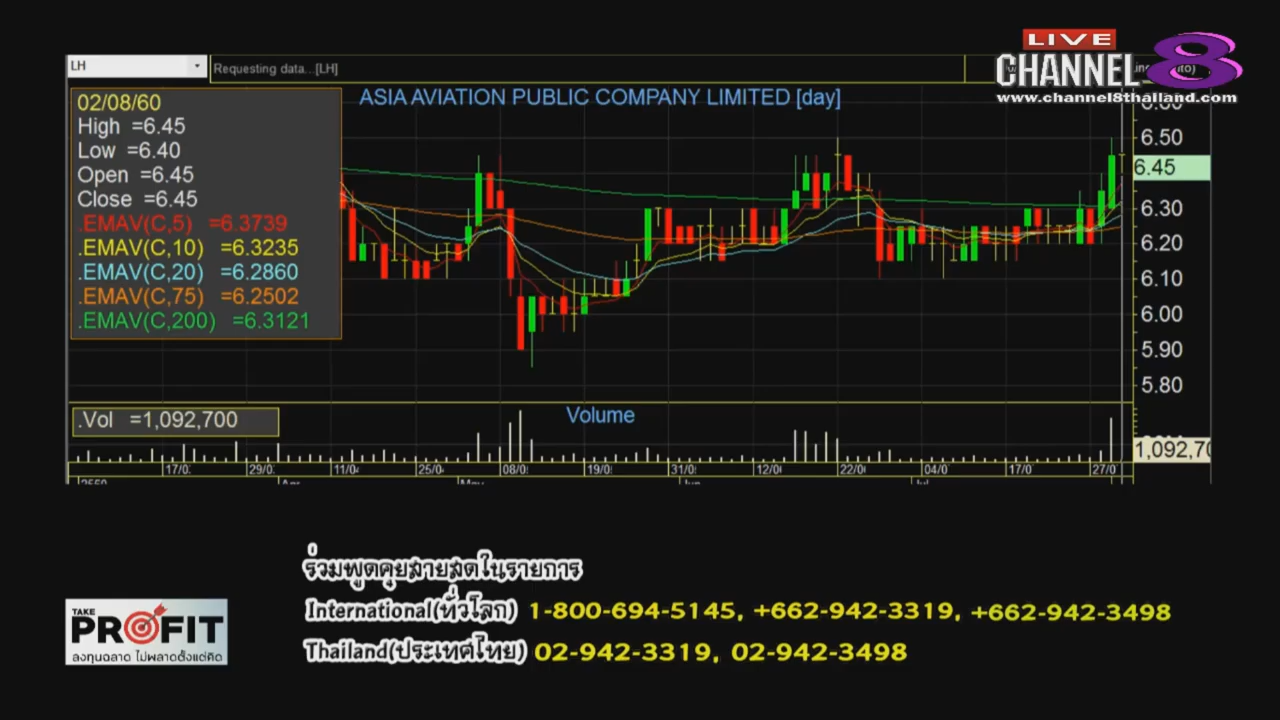 LH
Requesting data...[LH]
LIVE
CHANNEL 8
www.channel8thailand.com
ASIA AVIATION PUBLIC COMPANY LIMITED [day]
02/08/60
High =6.45
Low =6.40
Open =6.45
Close =6.45
.EMAV(C,5) =6.3739
.EMAV(C,10) =6.3235
.EMAV(C,20) =6.2860
.EMAV(C,75) =6.2502
.EMAV(C,200) =6.3121
6.50
6.45
6.30
6.20
6.10
6.00
5.90
5.80
.Vol =1,092,700
Volume
1,092,70
17/0 29/0 11/0 25/0 08/0 19/0 31/0 12/0 22/0 04/0 17/0 27/0
ร่วมพูดคุยสายสดในรายการ
International(ทั่วโลก) 1-800-694-5145, +662-942-3319, +662-942-3498
Thailand(ประเทศไทย) 02-942-3319, 02-942-3498
TAKE
PROFIT
ลงทุนฉลาด ไม่พลาดตั้งแต่คิด